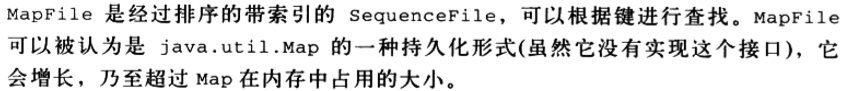 MapFile 是经过排序的带索引的 SequenceFile，可以根据键进行查找。MapFile
可以被认为是 java.util.Map 的一种持久化形式(虽然它没有实现这个接口)，它
会增长，乃至超过 Map 在内存中占用的大小。